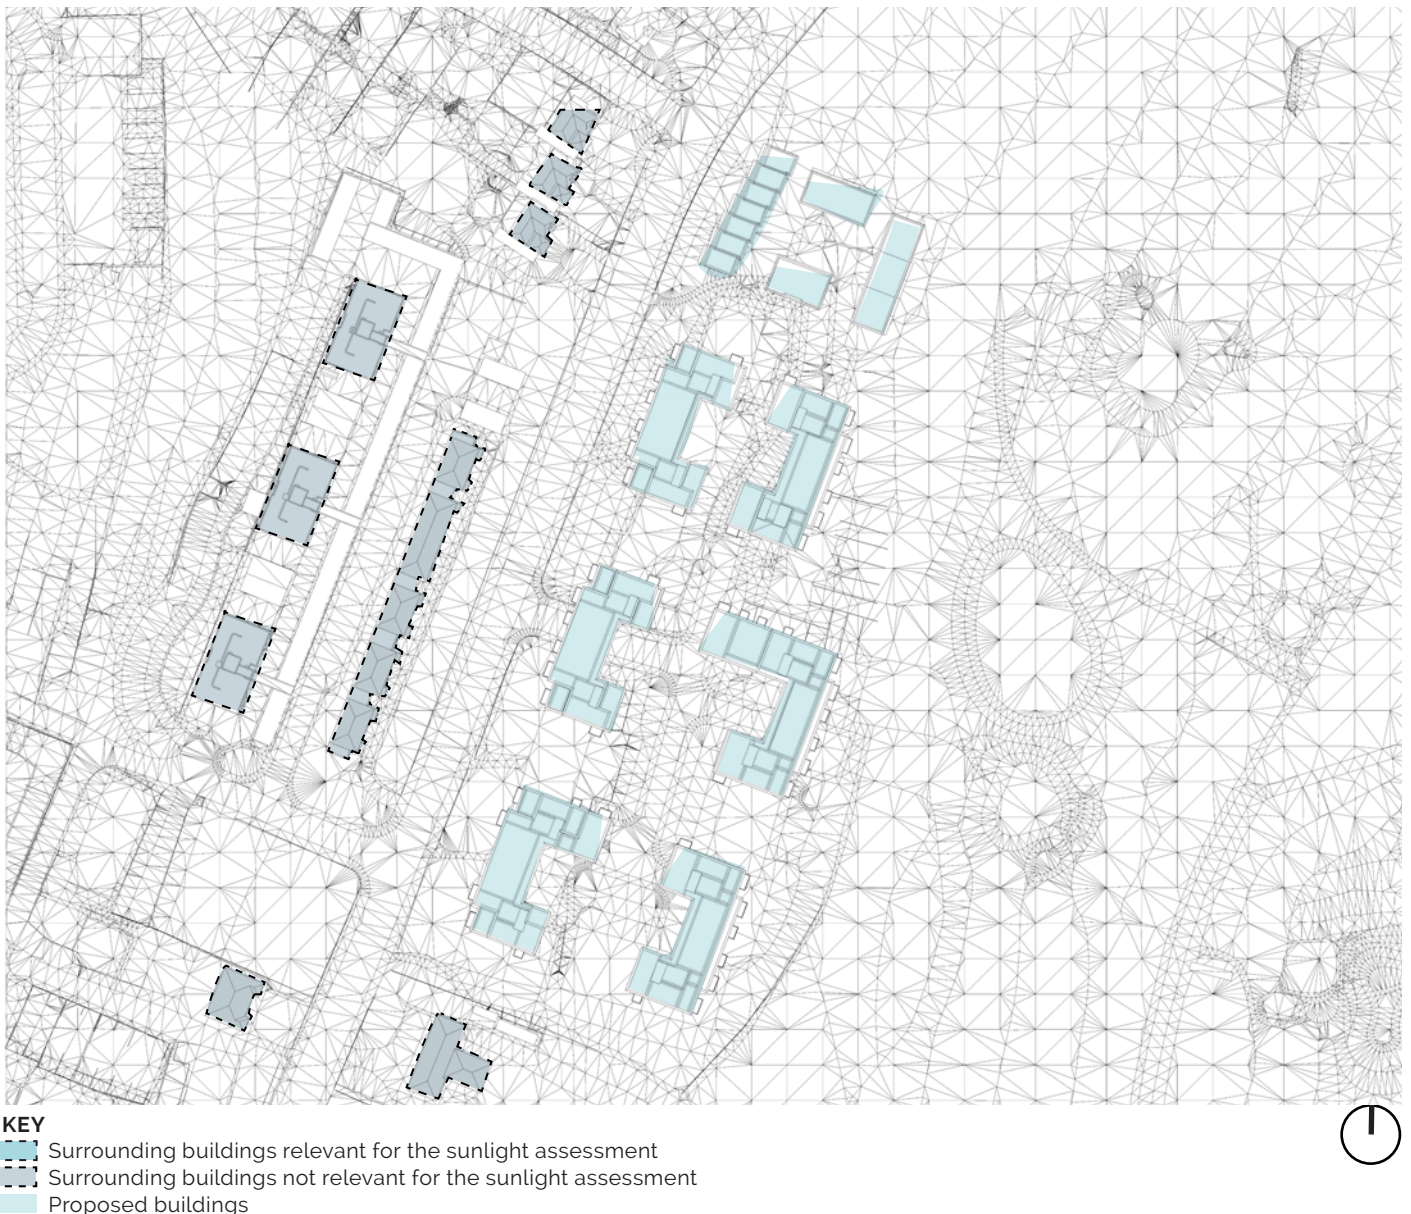 KEY
Surrounding buildings relevant for the sunlight assessment
Surrounding buildings not relevant for the sunlight assessment
Proposed buildings